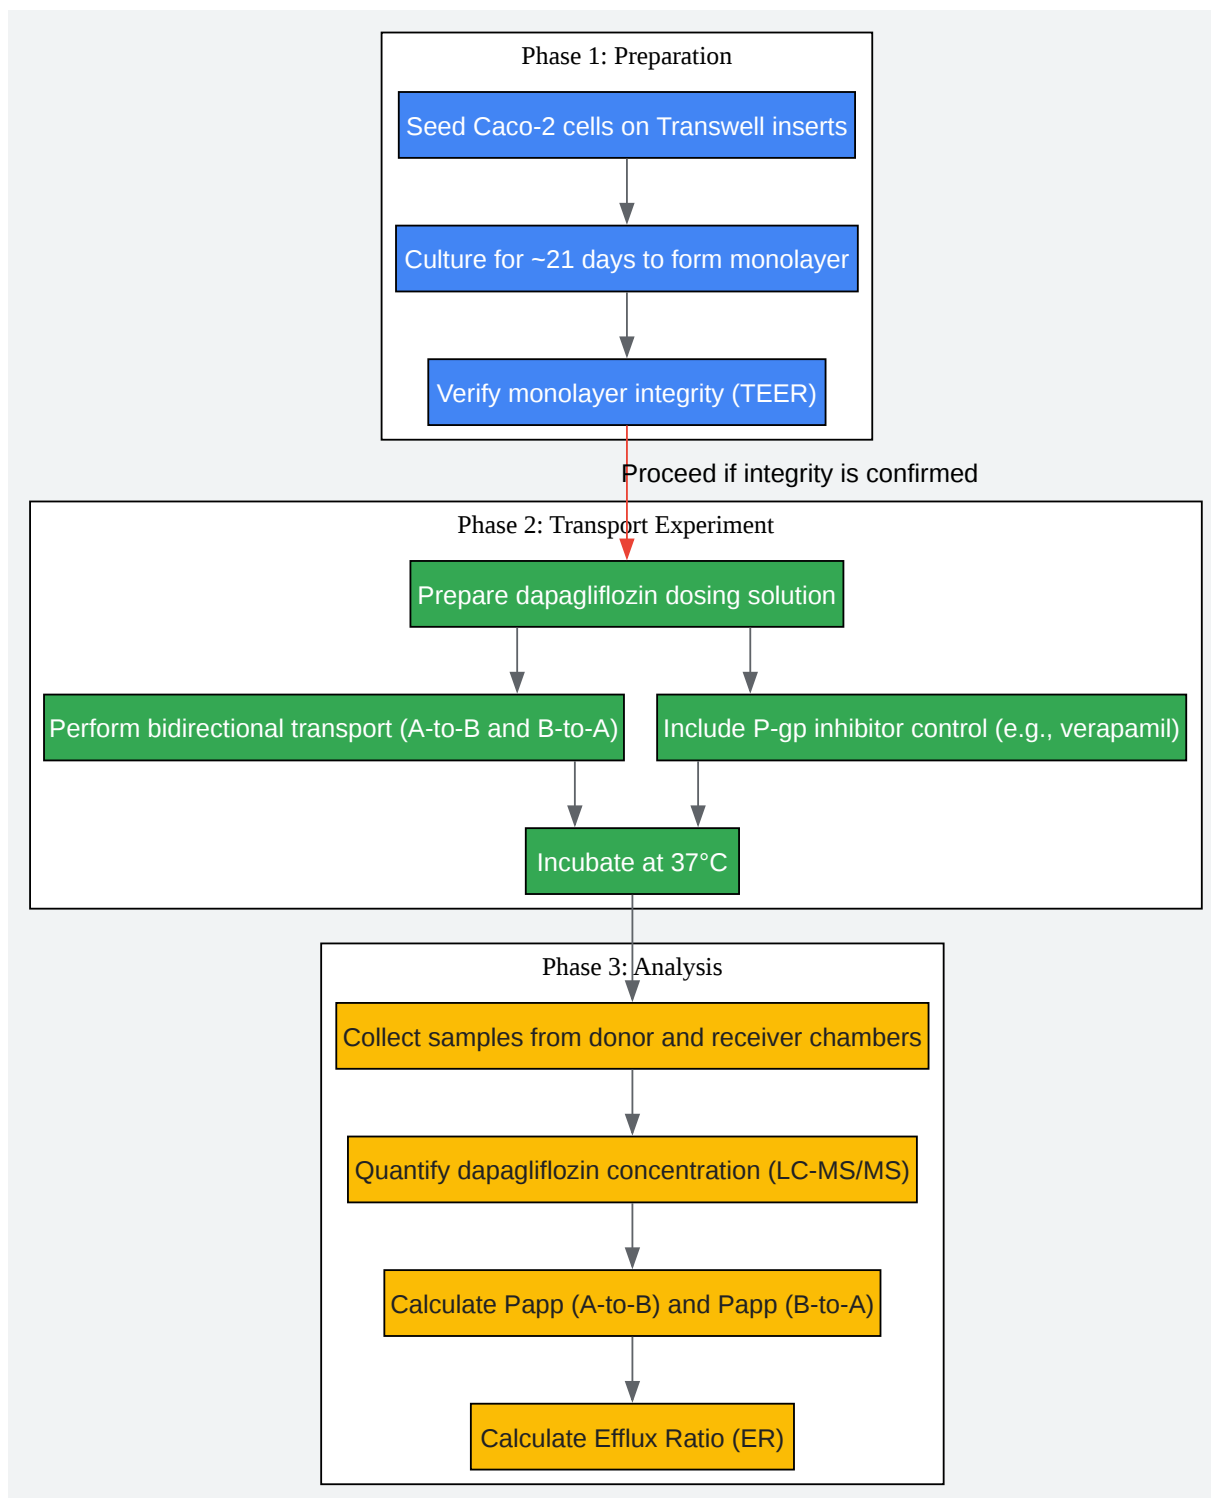 Phase 1: Preparation
Seed Caco-2 cells on Transwell inserts
Culture for ~21 days to form monolayer
Verify monolayer integrity (TEER)
Proceed if integrity is confirmed
Phase 2: Transport Experiment
Prepare dapagliflozin dosing solution
Perform bidirectional transport (A-to-B and B-to-A)
Include P-gp inhibitor control (e.g., verapamil)
Incubate at 37°C
Phase 3: Analysis
Collect samples from donor and receiver chambers
Quantify dapagliflozin concentration (LC-MS/MS)
Calculate Papp (A-to-B) and Papp (B-to-A)
Calculate Efflux Ratio (ER)